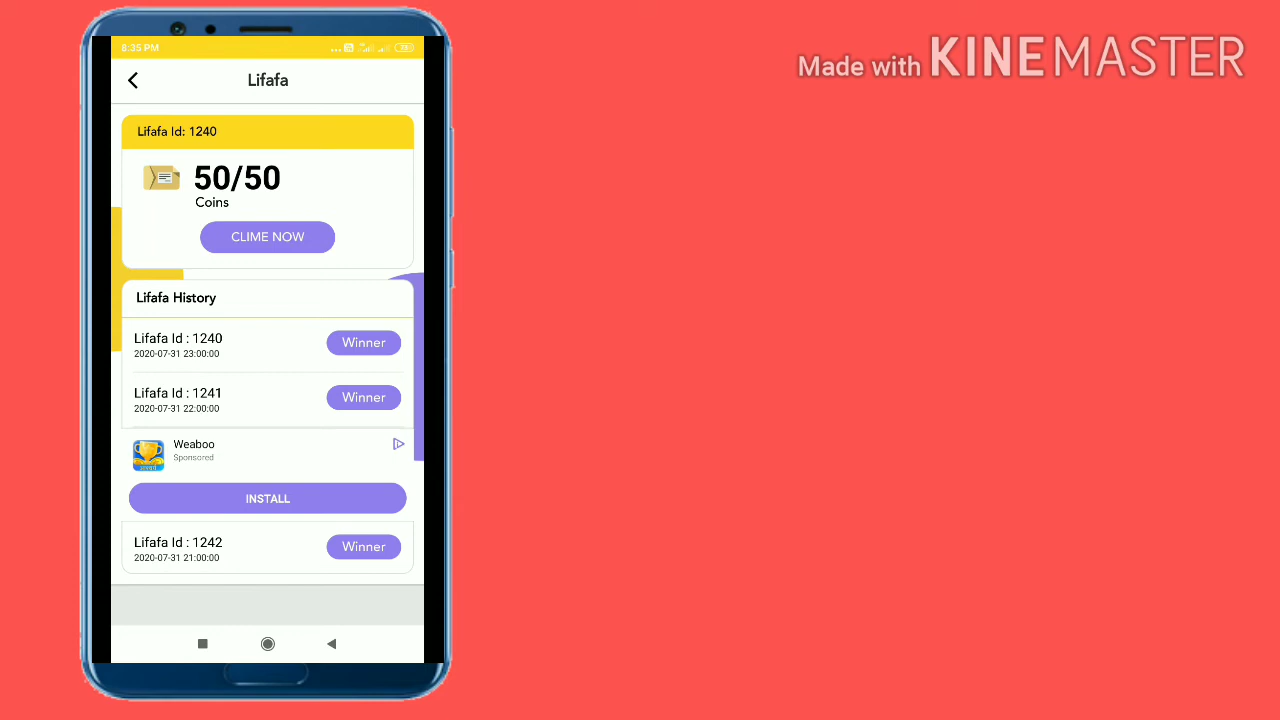 Made with KINEMASTER
8:35 PM
Lifafa
Lifafa Id: 1240
50/50
Coins
CLIME NOW
Lifafa History
Lifafa Id : 1240
Winner
2020-07-31 23:00:00
Lifafa Id : 1241
Winner
2020-07-31 22:00:00
Weaboo
Sponsored
INSTALL
Lifafa Id : 1242
Winner
2020-07-31 21:00:00